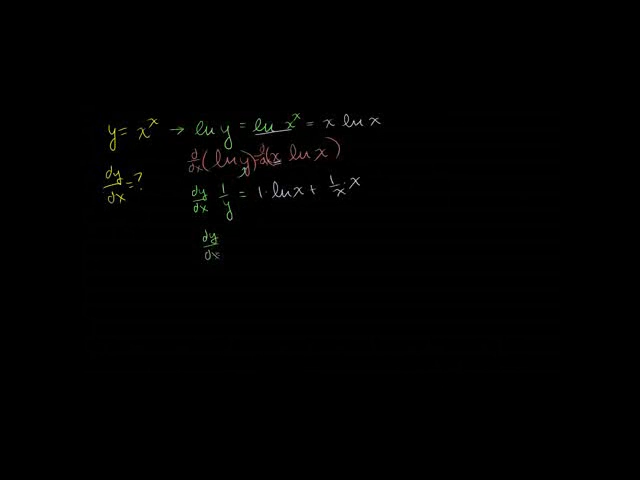 y = x^x → ln y = ln x^x = x ln x
d/dx (ln y) = d/dx (x ln x)
dy/dx = ?
dy/dx 1/y = 1 · ln x + 1/x · x
dy/dx